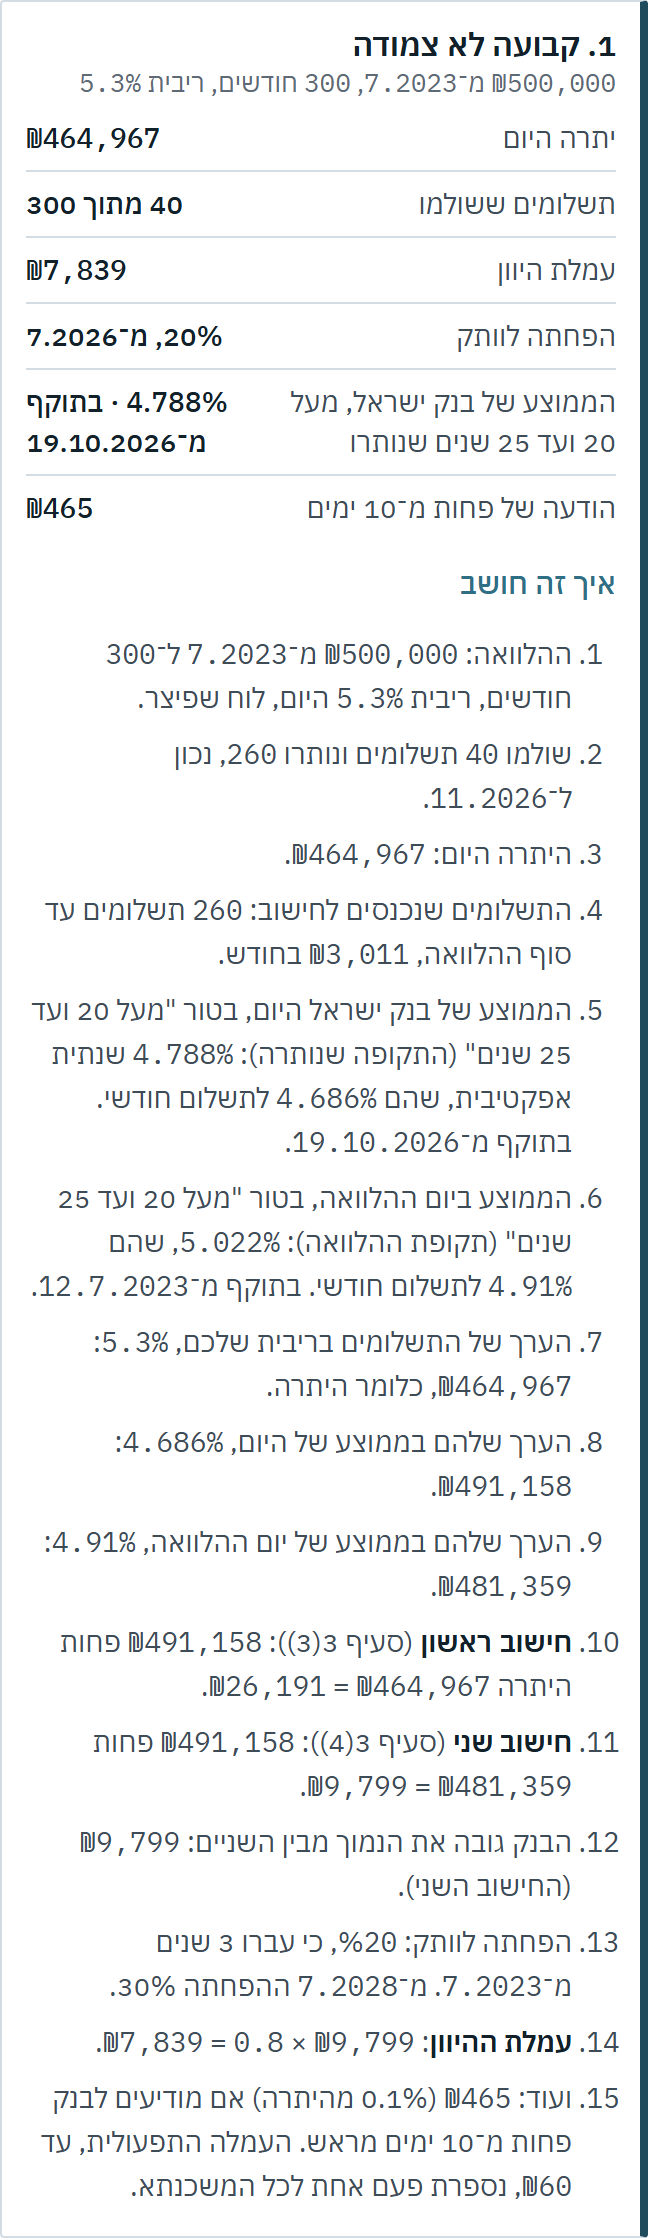 1. קבועה לא צמודה
₪500,000 מ־7.2023, 300 חודשים, ריבית 5.3%
יתרה היום ₪464,967
תשלומים ששולמו 40 מתוך 300
עמלת היוון ₪7,839
הפחתה לוותק 20%, מ־7.2026
הממוצע של בנק ישראל, מעל 4.788% · בתוקף
20 ועד 25 שנים שנותרו מ־19.10.2026
הודעה של פחות מ־10 ימים ₪465
איך זה חושב
1. ההלוואה: ₪500,000 מ־7.2023 ל־300
חודשים, ריבית 5.3% היום, לוח שפיצר.
2. שולמו 40 תשלומים ונותרו 260, נכון
ל־11.2026.
3. היתרה היום: ₪464,967.
4. התשלומים שנכנסים לחישוב: 260 תשלומים עד
סוף ההלוואה, ₪3,011 בחודש.
5. הממוצע של בנק ישראל היום, בטור "מעל 20 ועד
25 שנים" (התקופה שנותרה): 4.788% שנתית
אפקטיבית, שהם 4.686% לתשלום חודשי.
בתוקף מ־19.10.2026.
6. הממוצע ביום ההלוואה, בטור "מעל 20 ועד 25
שנים" (תקופת ההלוואה): 5.022%, שהם
4.91% לתשלום חודשי. בתוקף מ־12.7.2023.
7. הערך של התשלומים בריבית שלכם, 5.3%:
₪464,967, כלומר היתרה.
8. הערך שלהם בממוצע של היום, 4.686%:
₪491,158.
9. הערך שלהם בממוצע של יום ההלוואה, 4.91%:
₪481,359.
10. חישוב ראשון (סעיף 3(3)): ₪491,158 פחות
היתרה ₪464,967 = ₪26,191.
11. חישוב שני (סעיף 3(4)): ₪491,158 פחות
₪481,359 = ₪9,799.
12. הבנק גובה את הנמוך מבין השניים: ₪9,799
(החישוב השני).
13. הפחתה לוותק: 20%, כי עברו 3 שנים
מ־7.2023. מ־7.2028 ההפחתה 30%.
14. עמלת ההיוון: ₪9,799 × 0.8 = ₪7,839.
15. ועוד: ₪465 (0.1% מהיתרה) אם מודיעים לבנק
פחות מ־10 ימים מראש. העמלה התפעולית, עד
₪60, נספרת פעם אחת לכל המשכנתא.